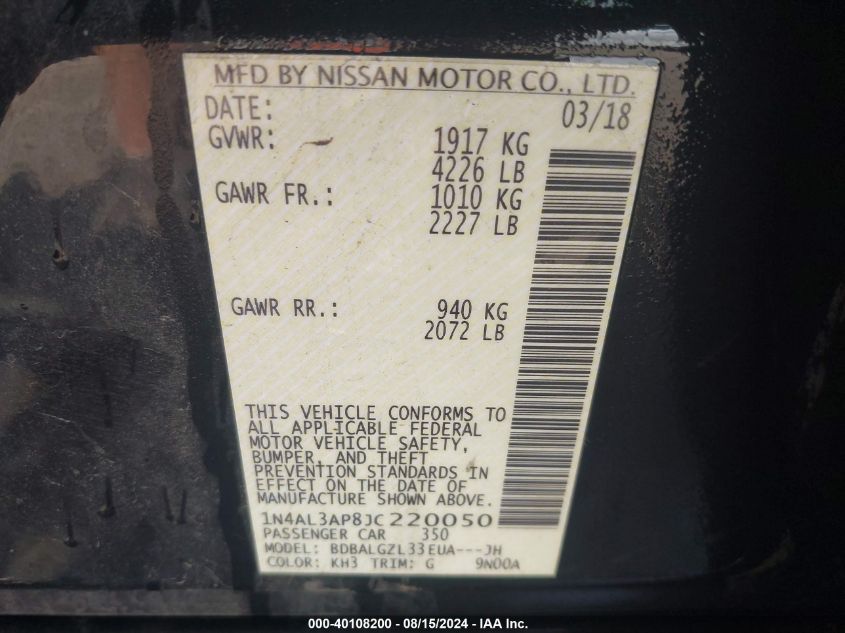 MFD BY NISSAN MOTOR CO., LTD.
DATE: 03/18
GVWR: 1917 KG
4226 LB
GAWR FR.: 1010 KG
2227 LB
GAWR RR.: 940 KG
2072 LB
THIS VEHICLE CONFORMS TO
ALL APPLICABLE FEDERAL
MOTOR VEHICLE SAFETY,
BUMPER, AND THEFT
PREVENTION STANDARDS IN
EFFECT ON THE DATE OF
MANUFACTURE SHOWN ABOVE.
1N4AL3AP8JC220050
PASSENGER CAR 350
MODEL: BDBALGZL33EUA---JH
COLOR: KH3 TRIM: G 9N00A
000-40108200 - 08/15/2024 - IAA Inc.